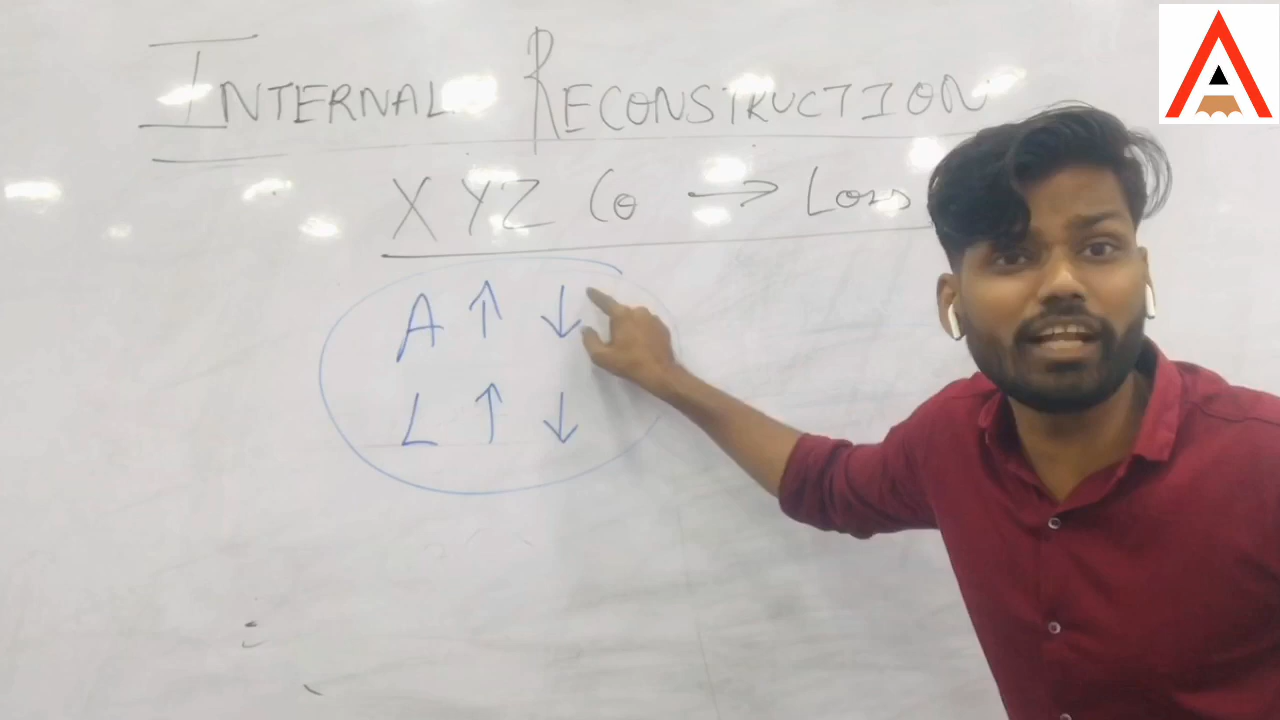 INTERNAL RECONSTRUCTION
XYZ Co → Loss
A ↑ ↓
L ↑ ↓